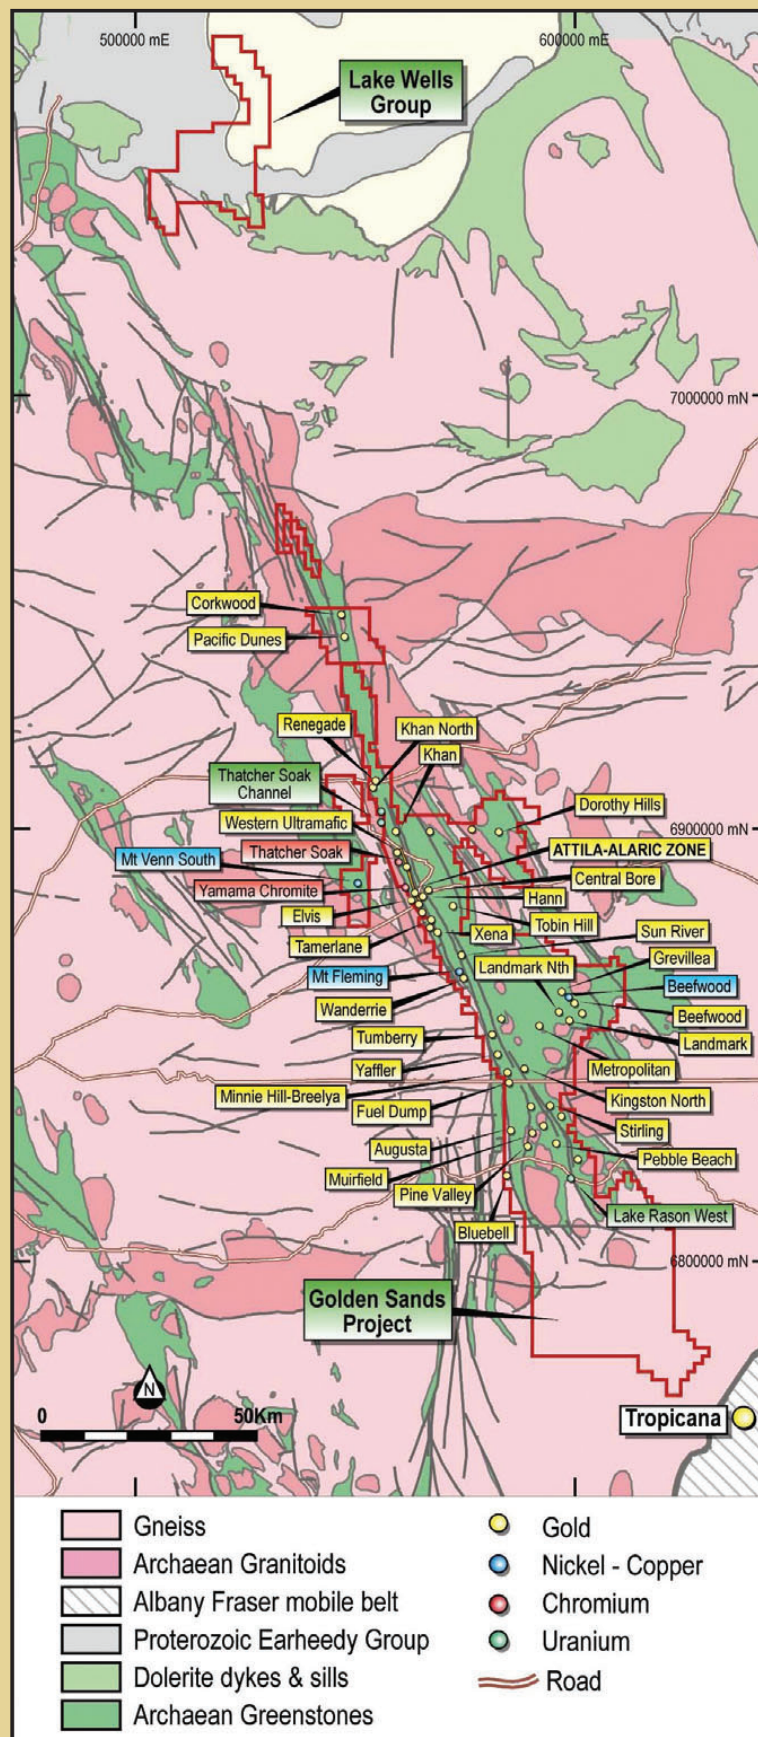 500000 mE
600000 mE
Lake Wells
Group
7000000 mN
Corkwood
Pacific Dunes
Renegade
Khan North
Khan
Thatcher Soak
Channel
Dorothy Hills
Western Ultramafic
6900000 mN
Thatcher Soak
ATTILA-ALARIC ZONE
Mt Venn South
Central Bore
Yamama Chromite
Hann
Elvis
Tobin Hill
Xena
Sun River
Tamerlane
Grevillea
Landmark Nth
Mt Fleming
Beefwood
Wanderrie
Beefwood
Tumberry
Landmark
Yaffler
Metropolitan
Minnie Hill-Breelya
Kingston North
Fuel Dump
Stirling
Augusta
Pebble Beach
Muirfield
Pine Valley
Lake Rason West
Bluebell
6800000 mN
Golden Sands
Project
N
0
50Km
Tropicana
Gneiss
Archaean Granitoids
Albany Fraser mobile belt
Proterozoic Earheedy Group
Dolerite dykes & sills
Archaean Greenstones
Gold
Nickel - Copper
Chromium
Uranium
Road